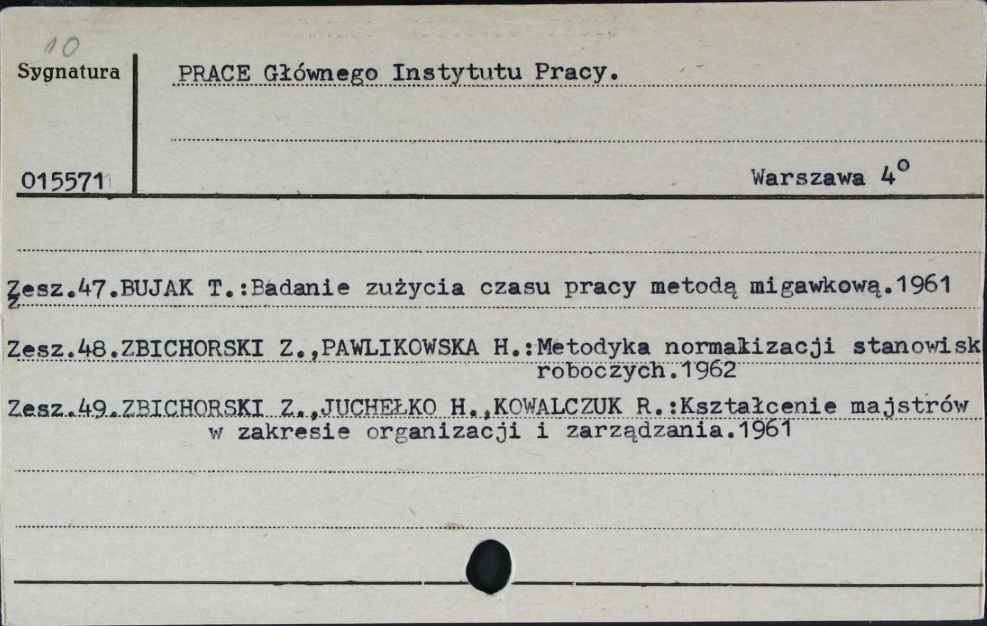 10
Sygnatura
PRACE Głównego Instytutu Pracy.
015571
Warszawa 4°
Zesz.47.BUJAK T.:Badanie zużycia czasu pracy metodą migawkową.1961
Zesz.48.ZBICHORSKI Z.,PAWLIKOWSKA H.:Metodyka normalizacji stanowisk
roboczych.1962
Zesz.49.ZBICHORSKI Z.,JUCHEŁKO H.,KOWALCZUK R.:Kształcenie majstrów
w zakresie organizacji i zarządzania.1961